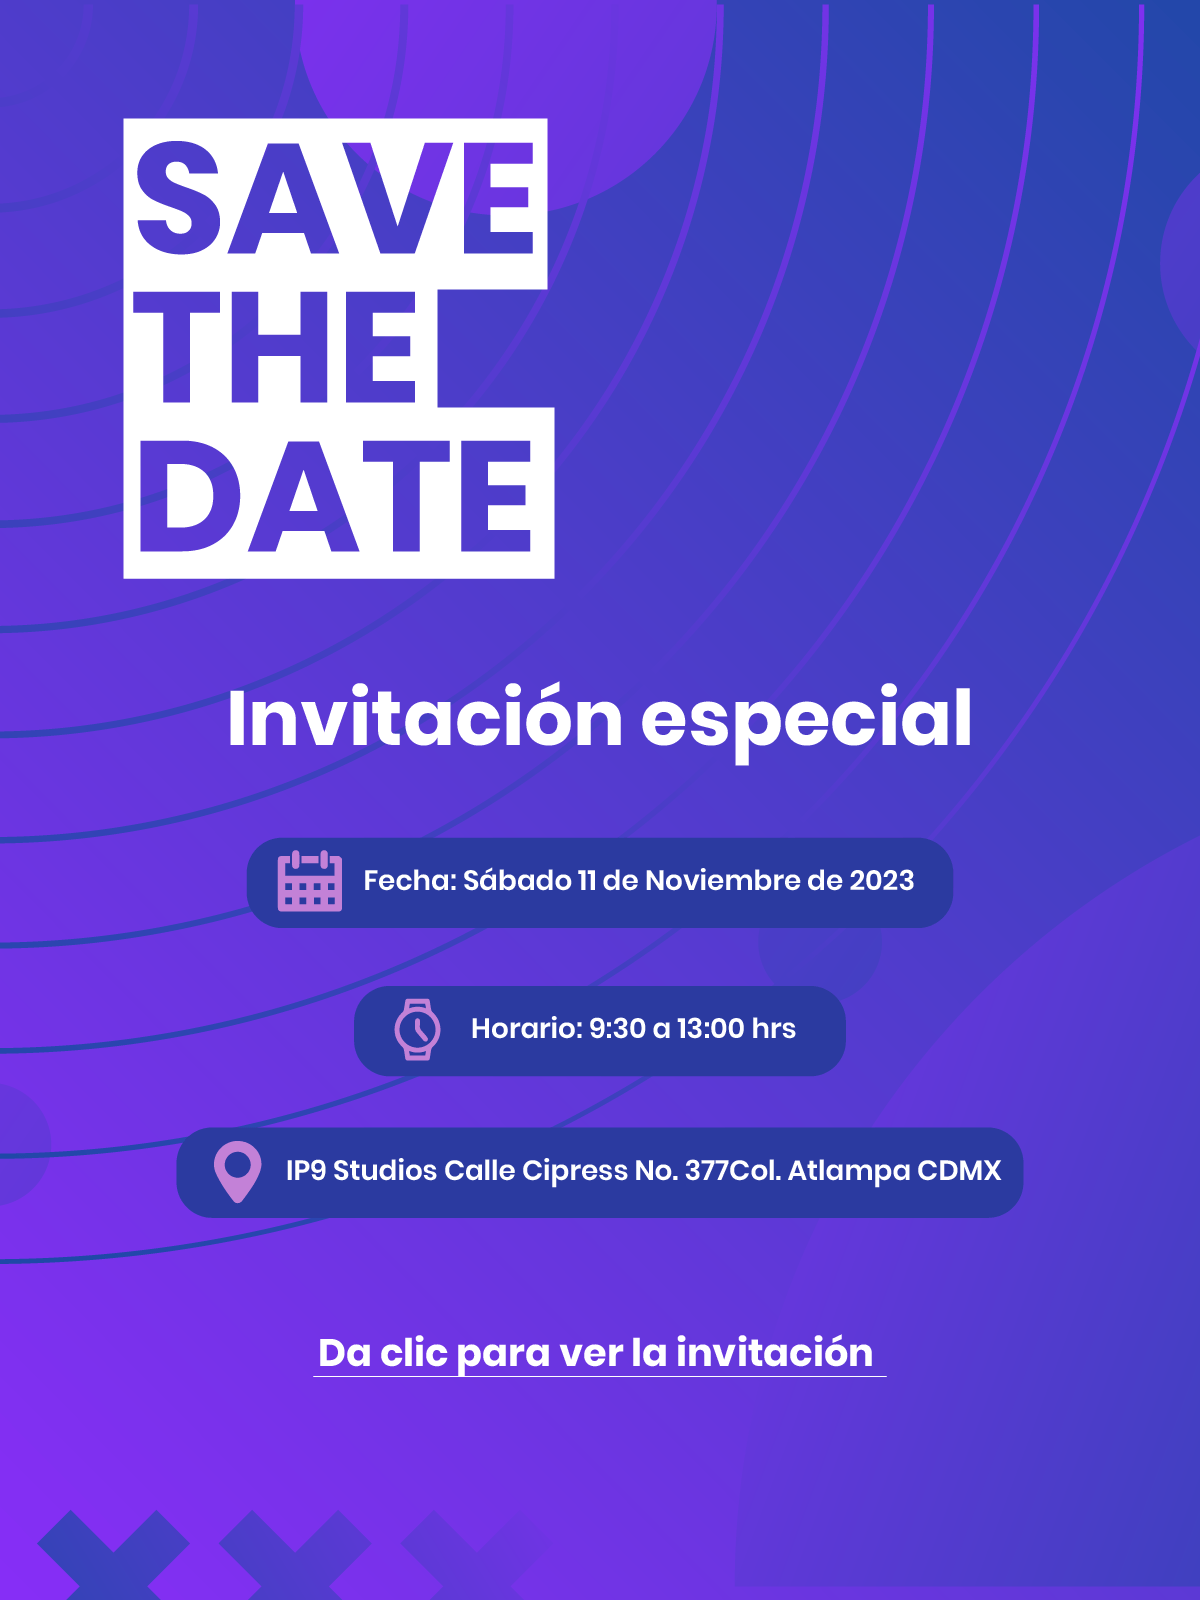 SAVE
THE
DATE
Invitación especial
Fecha: Sábado 11 de Noviembre de 2023
Horario: 9:30 a 13:00 hrs
IP9 Studios Calle Cipress No. 377Col. Atlampa CDMX
Da clic para ver la invitación